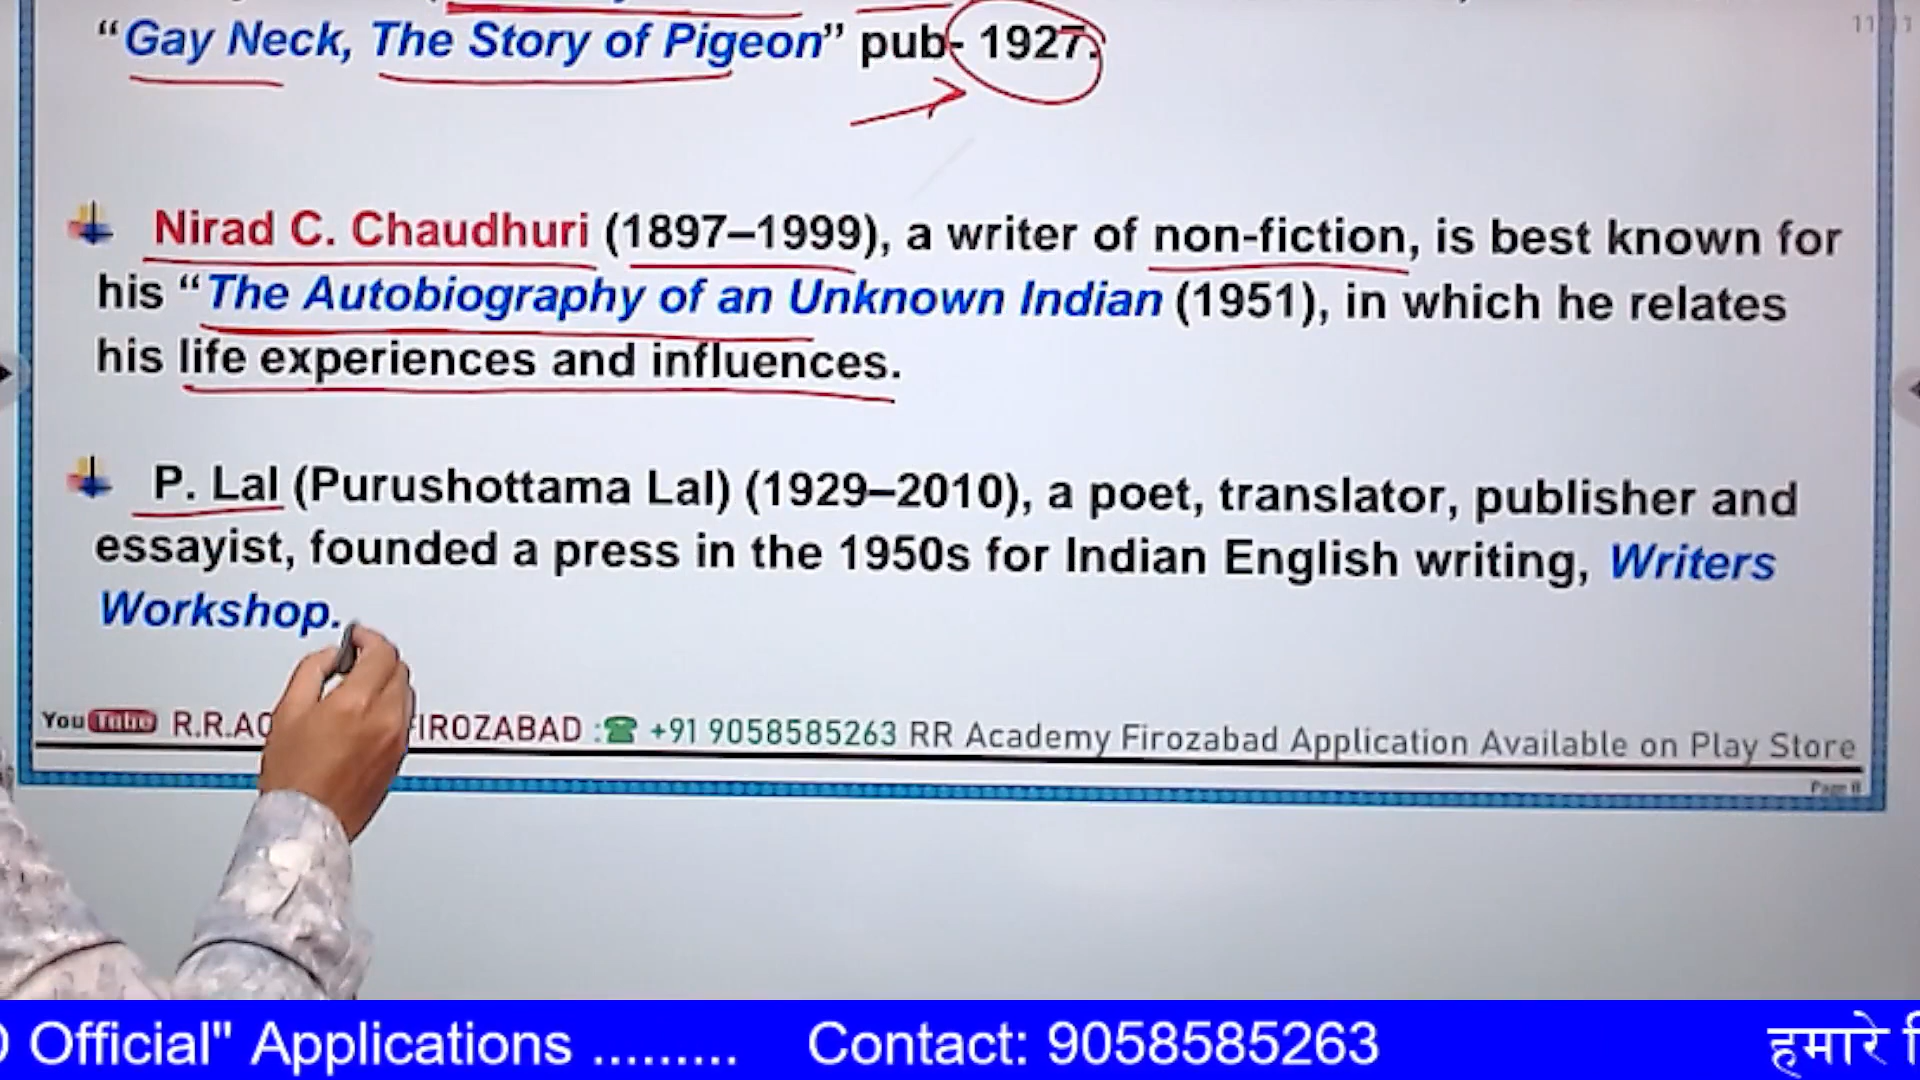 “Gay Neck, The Story of Pigeon” pub- 1927.
Nirad C. Chaudhuri (1897–1999), a writer of non-fiction, is best known for
his “The Autobiography of an Unknown Indian (1951), in which he relates
his life experiences and influences.
P. Lal (Purushottama Lal) (1929–2010), a poet, translator, publisher and
essayist, founded a press in the 1950s for Indian English writing, Writers
Workshop.
You Tube R.R.AC FIROZABAD : +91 9058585263 RR Academy Firozabad Application Available on Play Store
Official" Applications ......... Contact: 9058585263 हमारे